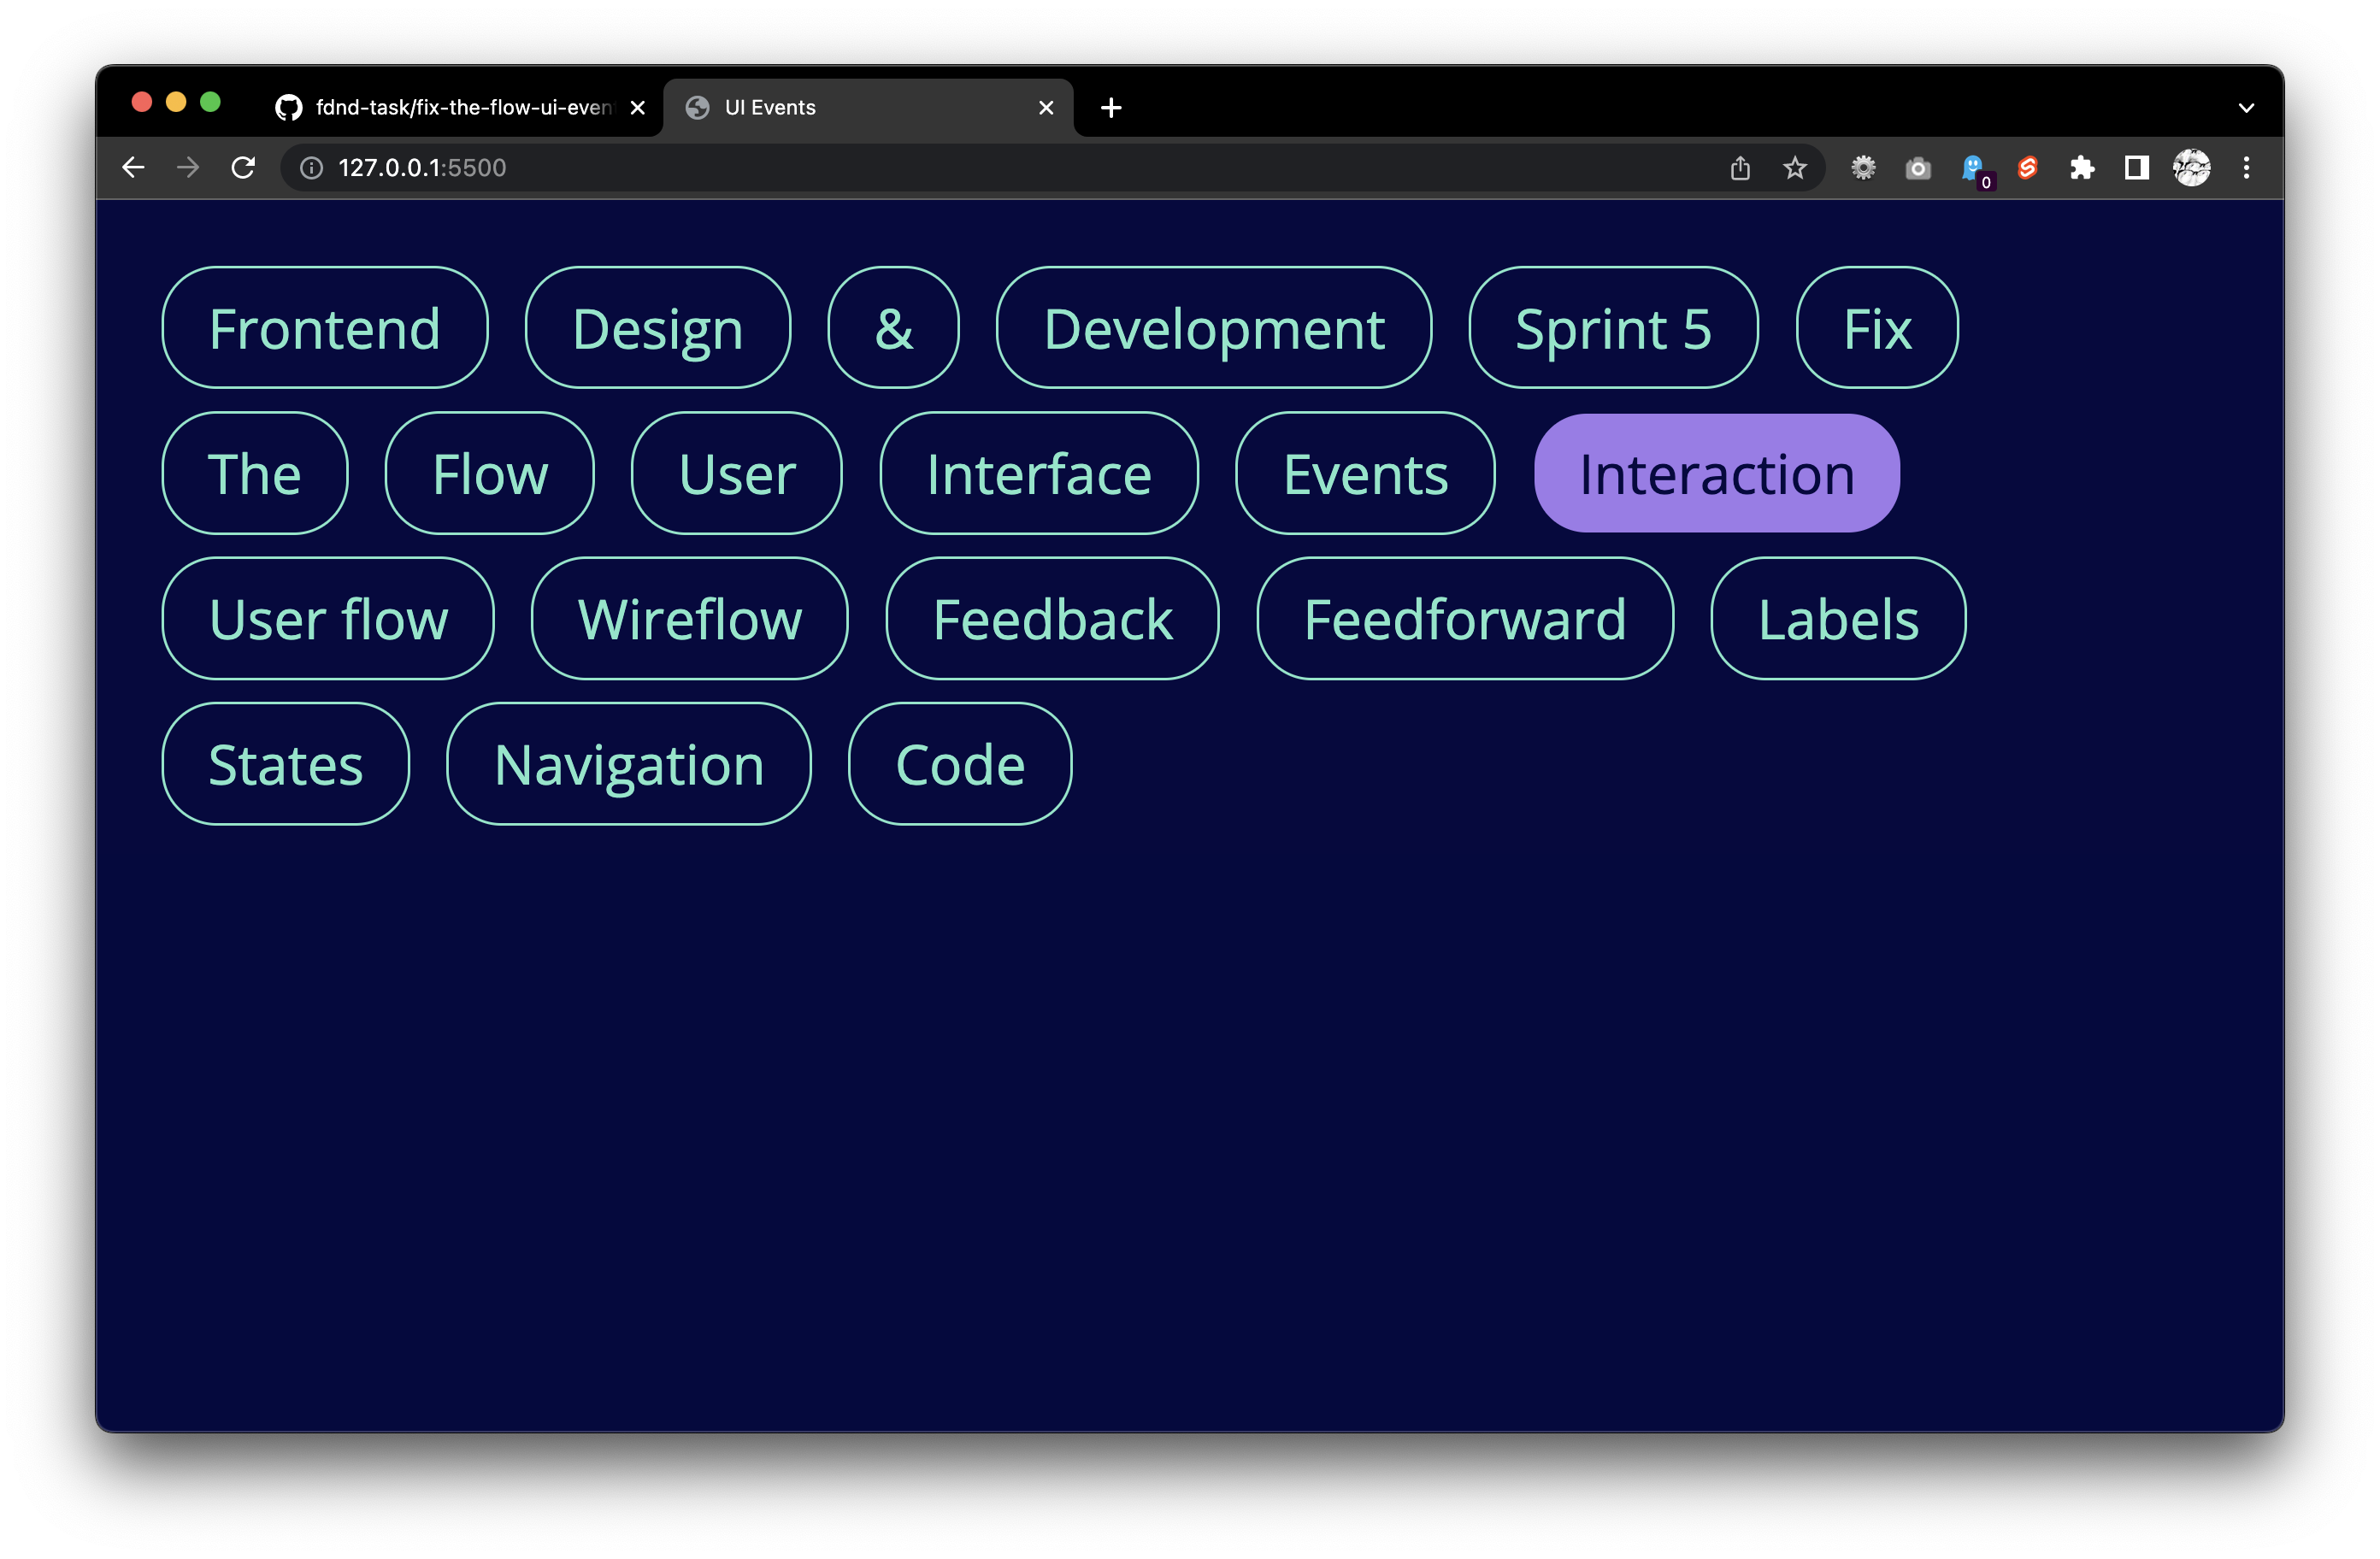 fdnd-task/fix-the-flow-ui-even
UI Events
127.0.0.1:5500
0
Frontend Design & Development Sprint 5 Fix
The Flow User Interface Events Interaction
User flow Wireflow Feedback Feedforward Labels
States Navigation Code